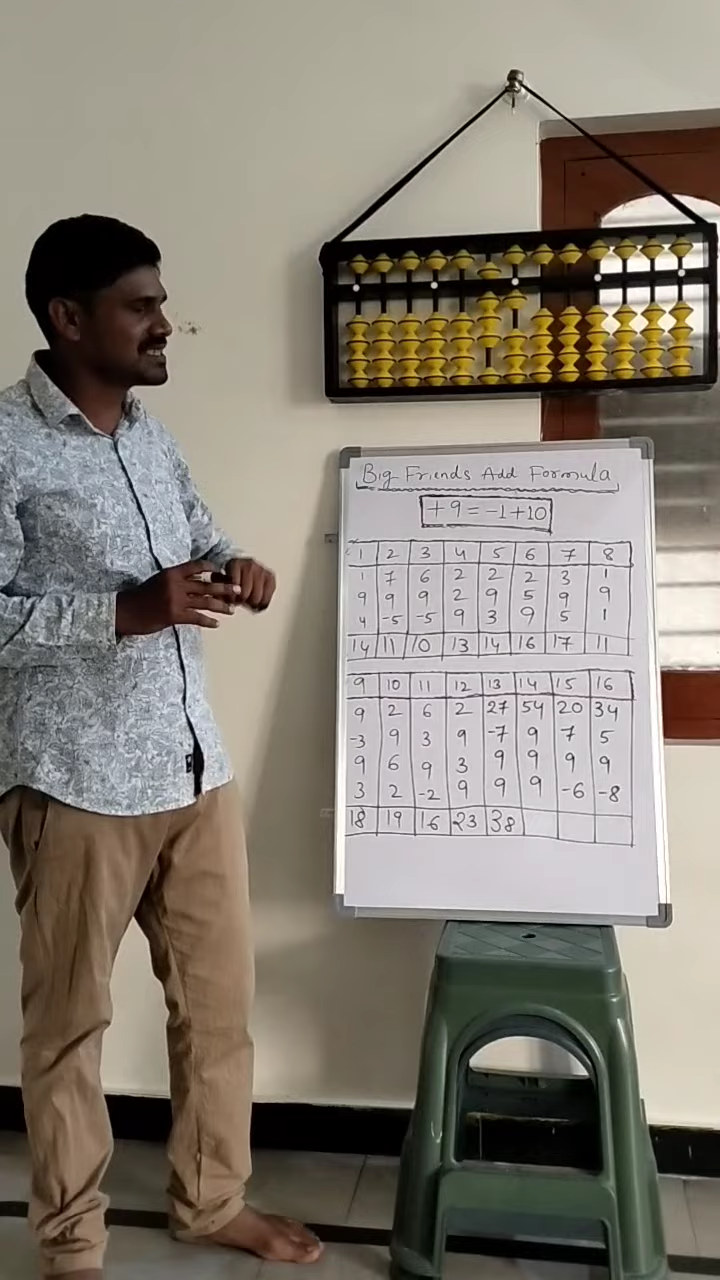 Big Friends Add Formula
+9 = -1+10
1 2 3 4 5 6 7 8
1 7 6 2 2 2 3 1
9 9 9 2 9 5 9 9
4 -5 -5 9 3 9 5 1
14 11 10 13 14 16 17 11
9 10 11 12 13 14 15 16
9 2 6 2 27 54 20 34
-3 9 3 9 -7 9 7 5
9 6 9 3 9 9 9 9
3 2 -2 9 9 9 -6 -8
18 19 16 23 38